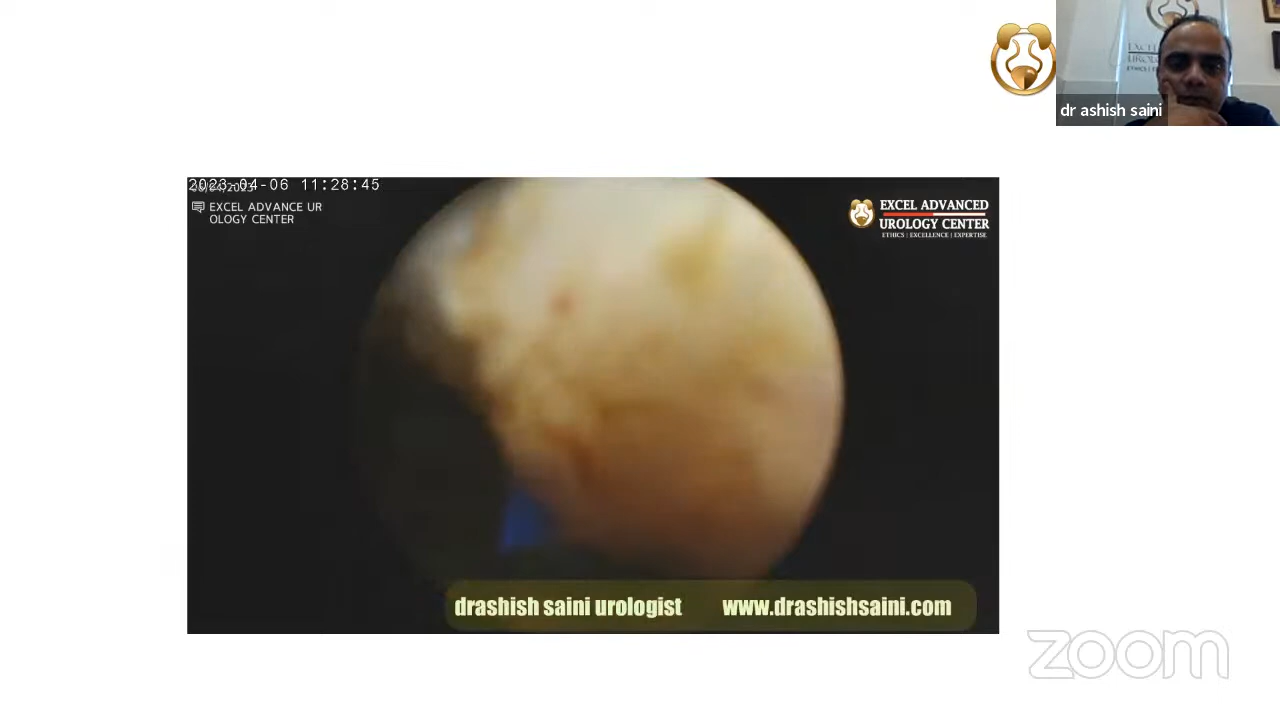 dr ashish saini
2023-04-06 11:28:45
EXCEL ADVANCE UR
OLOGY CENTER
EXCEL ADVANCED
UROLOGY CENTER
ETHICS | EXCELLENCE | EXPERTISE
drashish saini urologist
www.drashishsaini.com
zoom